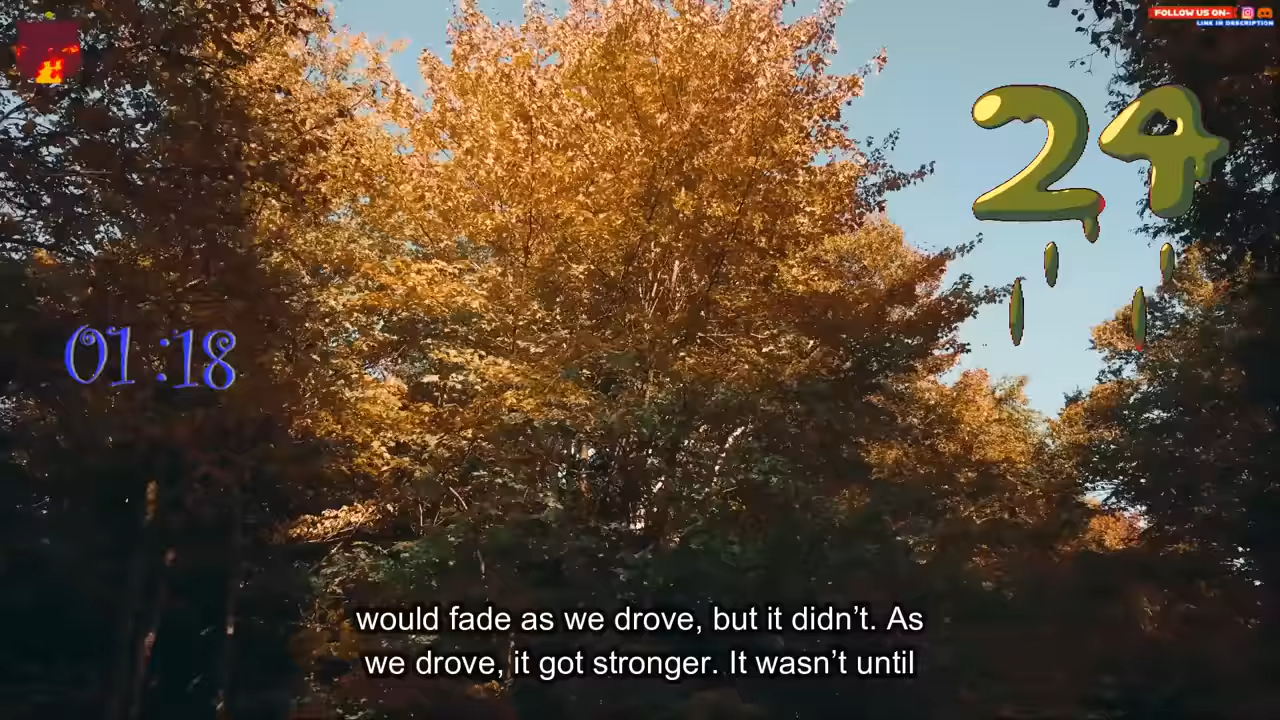 FOLLOW US ON-
LINK IN DESCRIPTION
24
01:18
would fade as we drove, but it didn’t. As
we drove, it got stronger. It wasn’t until